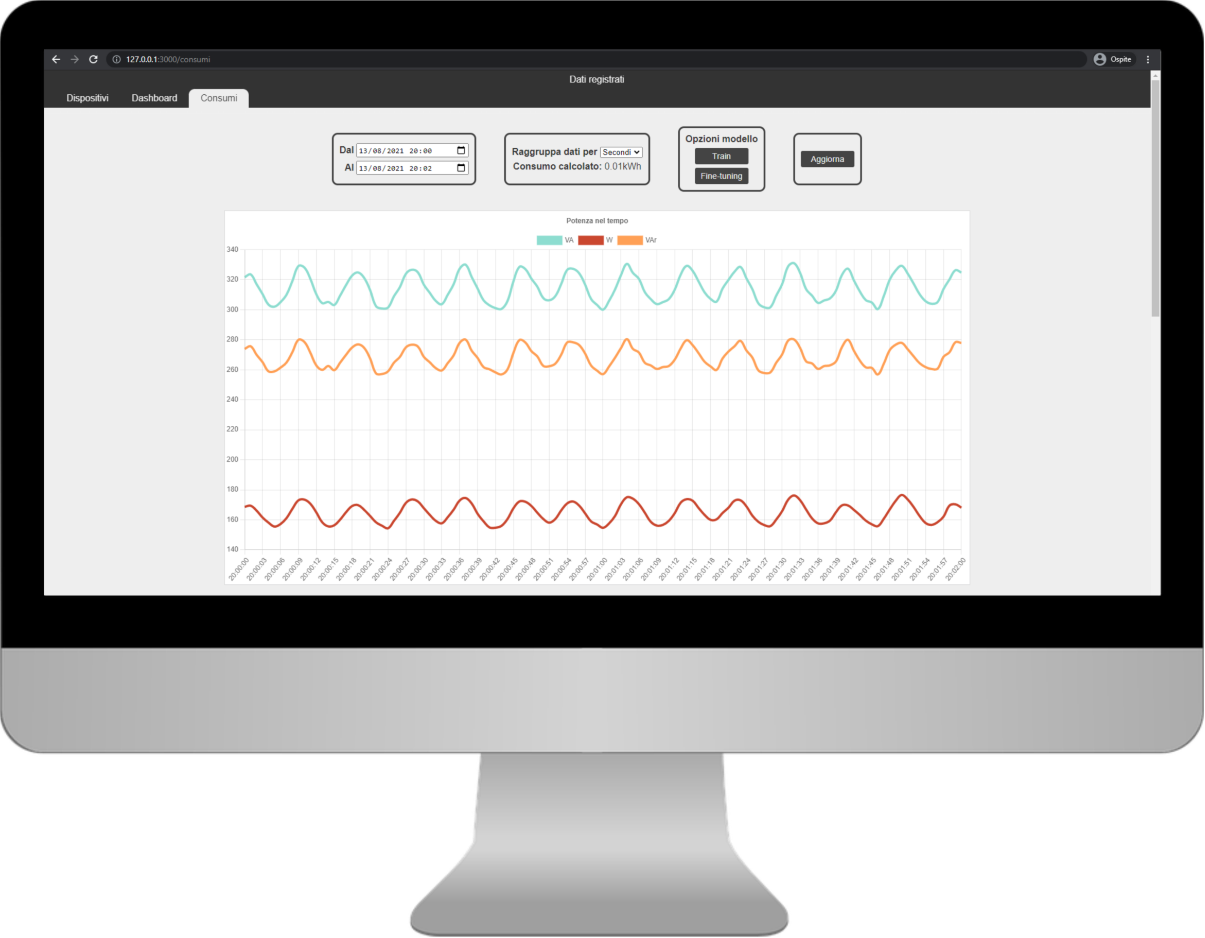 127.0.0.1:3000/consumi
Ospite
Dati registrati
Dispositivi Dashboard Consumi
Dal 13/08/2021 20:00
Al 13/08/2021 20:02
Raggruppa dati per Secondi
Consumo calcolato: 0.01kWh
Opzioni modello
Train
Fine-tuning
Aggiorna
Potenza nel tempo
VA W VAr
340
320
300
280
260
240
220
200
180
160
140
20:00:00 20:00:03 20:00:06 20:00:09 20:00:12 20:00:15 20:00:18 20:00:21 20:00:24 20:00:27 20:00:30 20:00:33 20:00:36 20:00:39 20:00:42 20:00:45 20:00:48 20:00:51 20:00:54 20:00:57 20:01:00 20:01:03 20:01:06 20:01:09 20:01:12 20:01:15 20:01:18 20:01:21 20:01:24 20:01:27 20:01:30 20:01:33 20:01:36 20:01:39 20:01:42 20:01:45 20:01:48 20:01:51 20:01:54 20:01:57 20:02:00